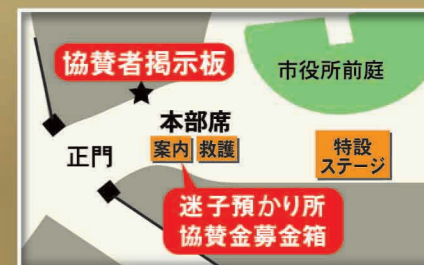 協賛者掲示板
市役所前庭
本部席
正門
案内 救護
特設
ステージ
迷子預かり所
協賛金募金箱